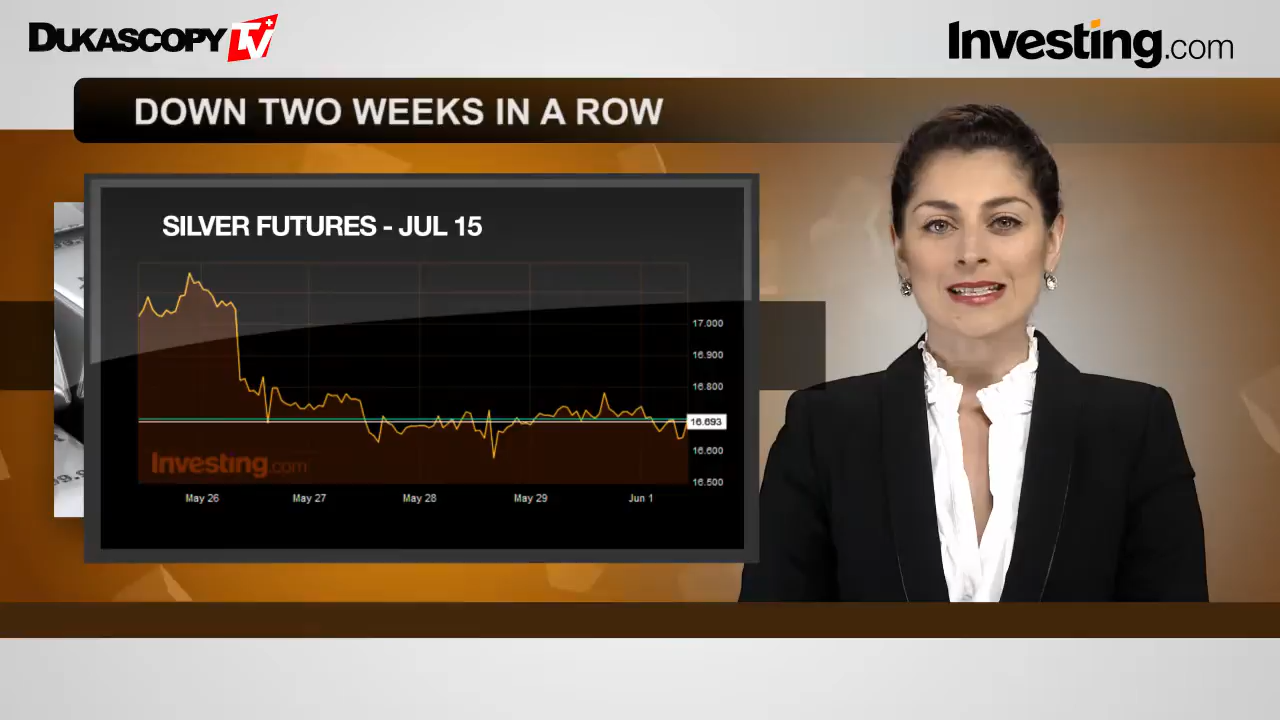 DUKASCOPY TV
Investing.com
DOWN TWO WEEKS IN A ROW
SILVER FUTURES - JUL 15
17.000
16.900
16.800
16.693
16.600
16.500
Investing.com
May 26 May 27 May 28 May 29 Jun 1